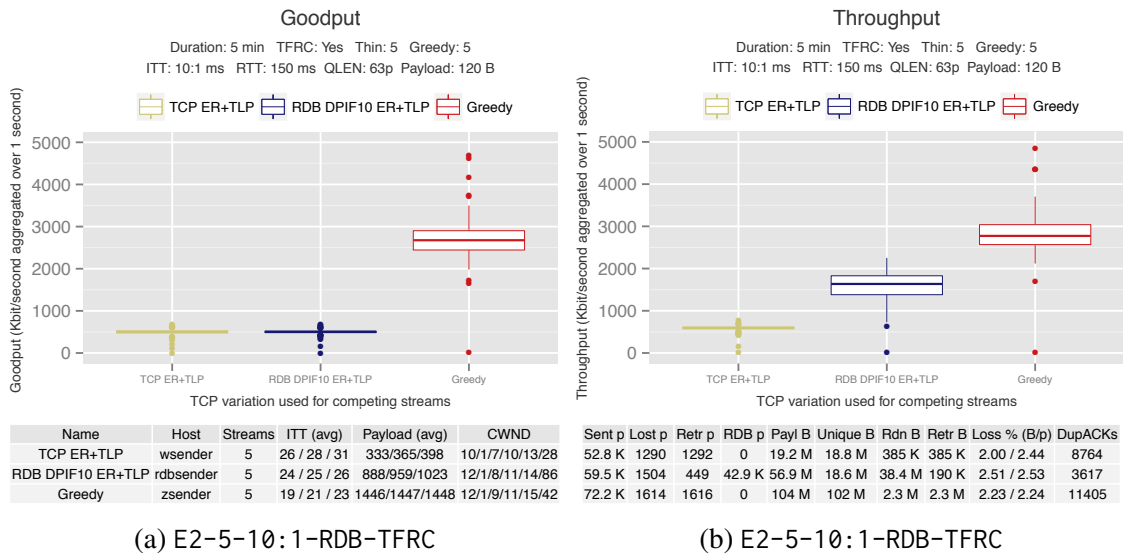 Goodput
Duration: 5 min TFRC: Yes Thin: 5 Greedy: 5
ITT: 10:1 ms RTT: 150 ms QLEN: 63p Payload: 120 B
TCP ER+TLP RDB DPIF10 ER+TLP Greedy
Goodput (Kbit/second aggregated over 1 second)
5000
4000
3000
2000
1000
0
TCP ER+TLP RDB DPIF10 ER+TLP Greedy
TCP variation used for competing streams
Name Host Streams ITT (avg) Payload (avg) CWND
TCP ER+TLP wsender 5 26 / 28 / 31 333/365/398 10/1/7/10/13/28
RDB DPIF10 ER+TLP rdbsender 5 24 / 25 / 26 888/959/1023 12/1/8/11/14/86
Greedy zsender 5 19 / 21 / 23 1446/1447/1448 12/1/9/11/15/42
(a) E2-5-10:1-RDB-TFRC
Throughput
Duration: 5 min TFRC: Yes Thin: 5 Greedy: 5
ITT: 10:1 ms RTT: 150 ms QLEN: 63p Payload: 120 B
TCP ER+TLP RDB DPIF10 ER+TLP Greedy
Throughput (Kbit/second aggregated over 1 second)
5000
4000
3000
2000
1000
0
TCP ER+TLP RDB DPIF10 ER+TLP Greedy
TCP variation used for competing streams
Sent p Lost p Retr p RDB p Payl B Unique B Rdn B Retr B Loss % (B/p) DupACKs
52.8 K 1290 1292 0 19.2 M 18.8 M 385 K 385 K 2.00 / 2.44 8764
59.5 K 1504 449 42.9 K 56.9 M 18.6 M 38.4 M 190 K 2.51 / 2.53 3617
72.2 K 1614 1616 0 104 M 102 M 2.3 M 2.3 M 2.23 / 2.24 11405
(b) E2-5-10:1-RDB-TFRC